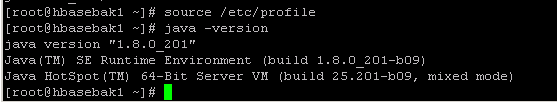 [root@hbasebak1 ~]# source /etc/profile
[root@hbasebak1 ~]# java -version
java version "1.8.0_201"
Java(TM) SE Runtime Environment (build 1.8.0_201-b09)
Java HotSpot(TM) 64-Bit Server VM (build 25.201-b09, mixed mode)
[root@hbasebak1 ~]#